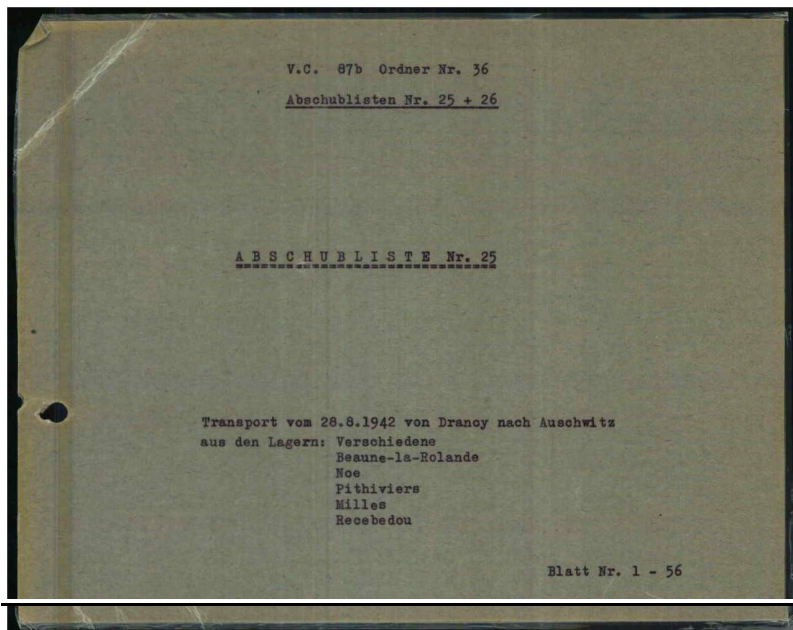 V.C. 87b Ordner Nr. 36
Abschublisten Nr. 25 + 26
ABSCHUBLISTE Nr. 25
Transport vom 28.8.1942 von Drancy nach Auschwitz
aus den Lagern: Verschiedene
Beaune-la-Rolande
Noe
Pithiviers
Milles
Recebedou
Blatt Nr. 1 - 56